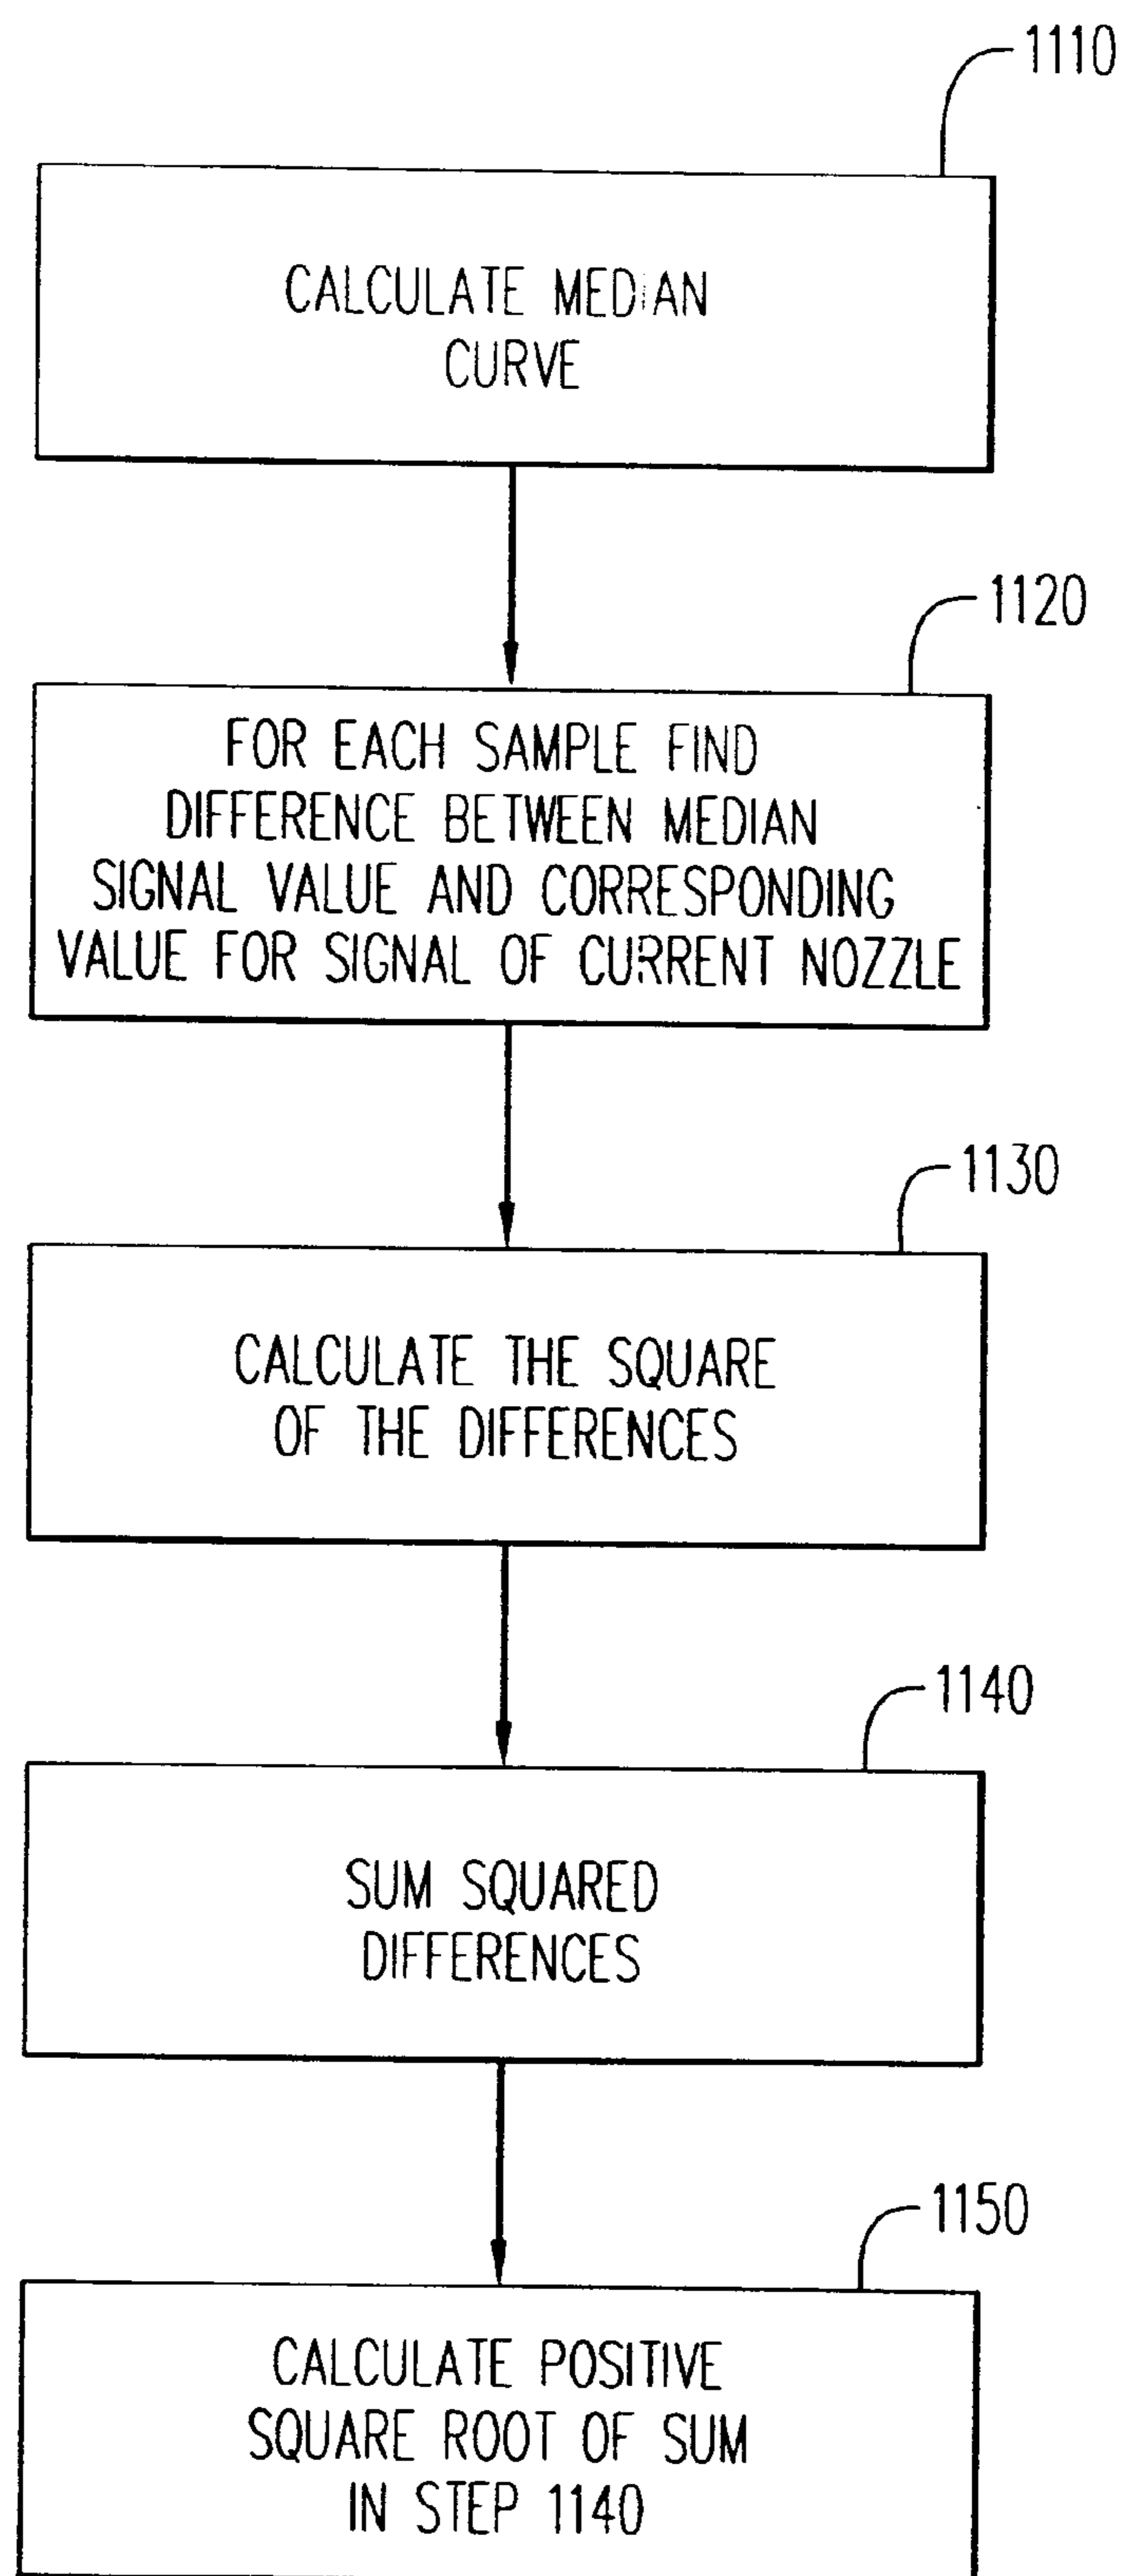 1110
CALCULATE MEDIAN
CURVE
1120
FOR EACH SAMPLE FIND
DIFFERENCE BETWEEN MEDIAN
SIGNAL VALUE AND CORRESPONDING
VALUE FOR SIGNAL OF CURRENT NOZZLE
1130
CALCULATE THE SQUARE
OF THE DIFFERENCES
1140
SUM SQUARED
DIFFERENCES
1150
CALCULATE POSITIVE
SQUARE ROOT OF SUM
IN STEP 1140